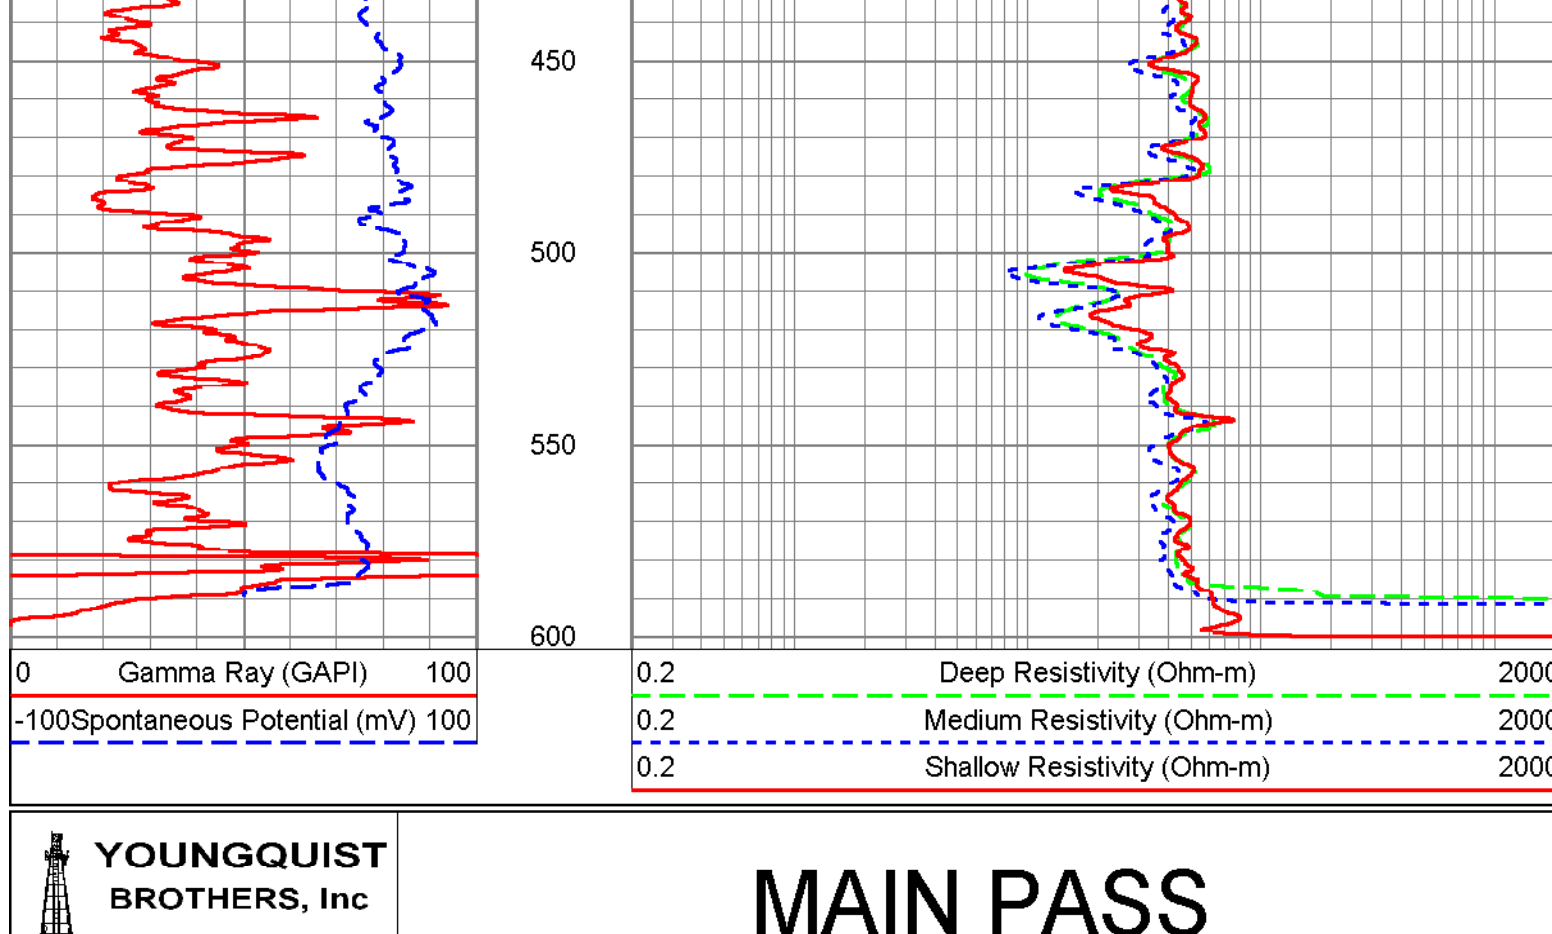 450
500
550
600
0 Gamma Ray (GAPI) 100
-100Spontaneous Potential (mV) 100
0.2 Deep Resistivity (Ohm-m) 2000
0.2 Medium Resistivity (Ohm-m) 2000
0.2 Shallow Resistivity (Ohm-m) 2000
YOUNGQUIST
BROTHERS, Inc
MAIN PASS